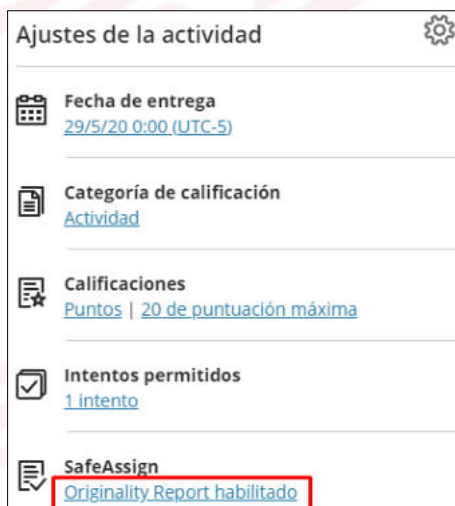 Ajustes de la actividad
Fecha de entrega
29/5/20 0:00 (UTC-5)
Categoría de calificación
Actividad
Calificaciones
Puntos | 20 de puntuación máxima
Intentos permitidos
1 intento
SafeAssign
Originality Report habilitado